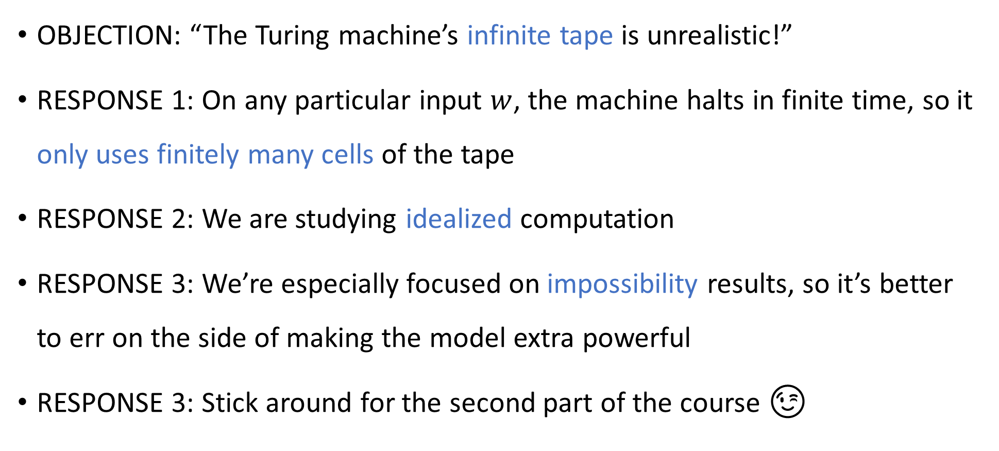 • OBJECTION: “The Turing machine’s infinite tape is unrealistic!”
• RESPONSE 1: On any particular input 𝑤, the machine halts in finite time, so it
only uses finitely many cells of the tape
• RESPONSE 2: We are studying idealized computation
• RESPONSE 3: We’re especially focused on impossibility results, so it’s better
to err on the side of making the model extra powerful
• RESPONSE 3: Stick around for the second part of the course 😉